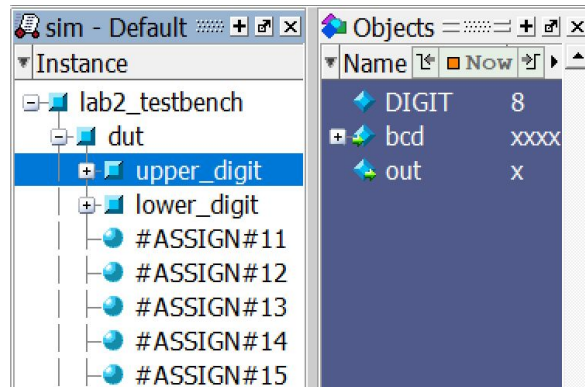 sim - Default
Instance
lab2_testbench
dut
upper_digit
lower_digit
#ASSIGN#11
#ASSIGN#12
#ASSIGN#13
#ASSIGN#14
#ASSIGN#15
Objects
Name Now
DIGIT 8
bcd xxxx
out x